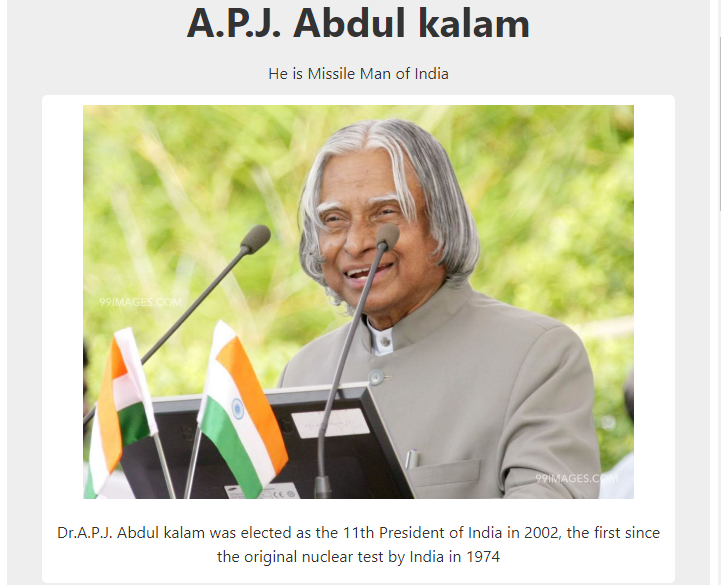 A.P.J. Abdul kalam
He is Missile Man of India
99IMAGES.COM
99IMAGES.COM
Dr.A.P.J. Abdul kalam was elected as the 11th President of India in 2002, the first since
the original nuclear test by India in 1974